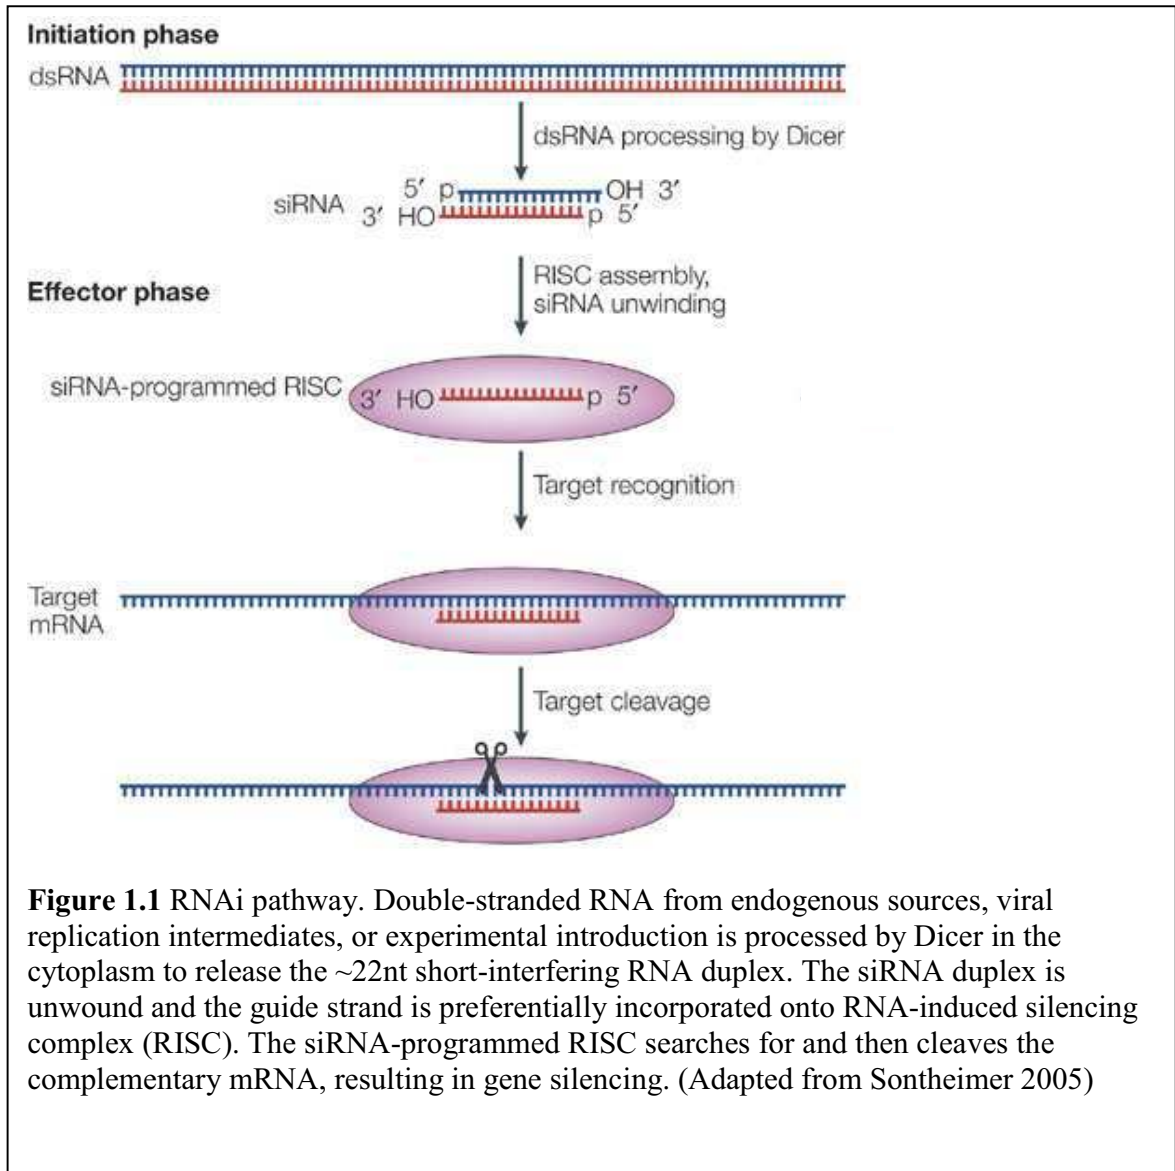 Initiation phase
dsRNA
dsRNA processing by Dicer
5′ p OH 3′
siRNA 3′ HO p 5′
RISC assembly,
siRNA unwinding
Effector phase
siRNA-programmed RISC 3′ HO p 5′
Target recognition
Target
mRNA
Target cleavage
Figure 1.1 RNAi pathway. Double-stranded RNA from endogenous sources, viral
replication intermediates, or experimental introduction is processed by Dicer in the
cytoplasm to release the ~22nt short-interfering RNA duplex. The siRNA duplex is
unwound and the guide strand is preferentially incorporated onto RNA-induced silencing
complex (RISC). The siRNA-programmed RISC searches for and then cleaves the
complementary mRNA, resulting in gene silencing. (Adapted from Sontheimer 2005)